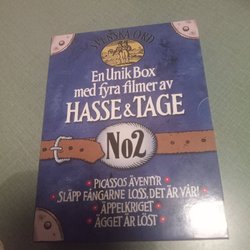 SVENSKA ORD
En Unik Box
med fyra filmer av
HASSE & TAGE
No2
• PICASSOS ÄVENTYR •
• SLÄPP FÅNGARNE LOSS, DET ÄR VÅR! •
• ÄPPELKRIGET •
• ÄGGET ÄR LÖST •